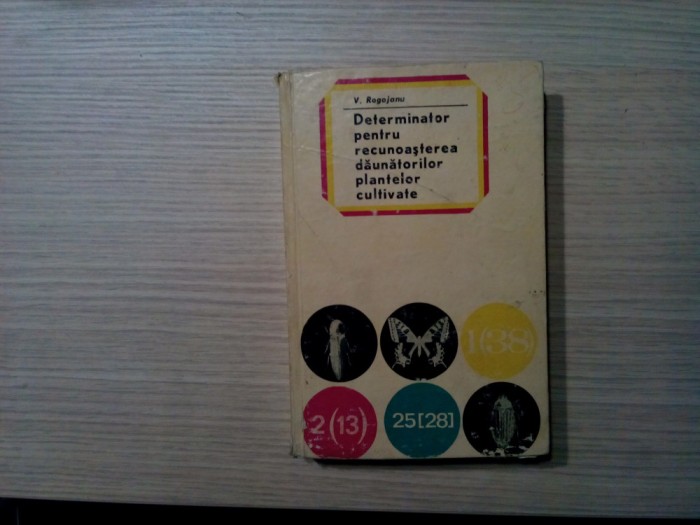 V. Rogojanu
Determinator
pentru
recunoașterea
dăunătorilor
plantelor
cultivate
1(38)
2(13)
25[28]